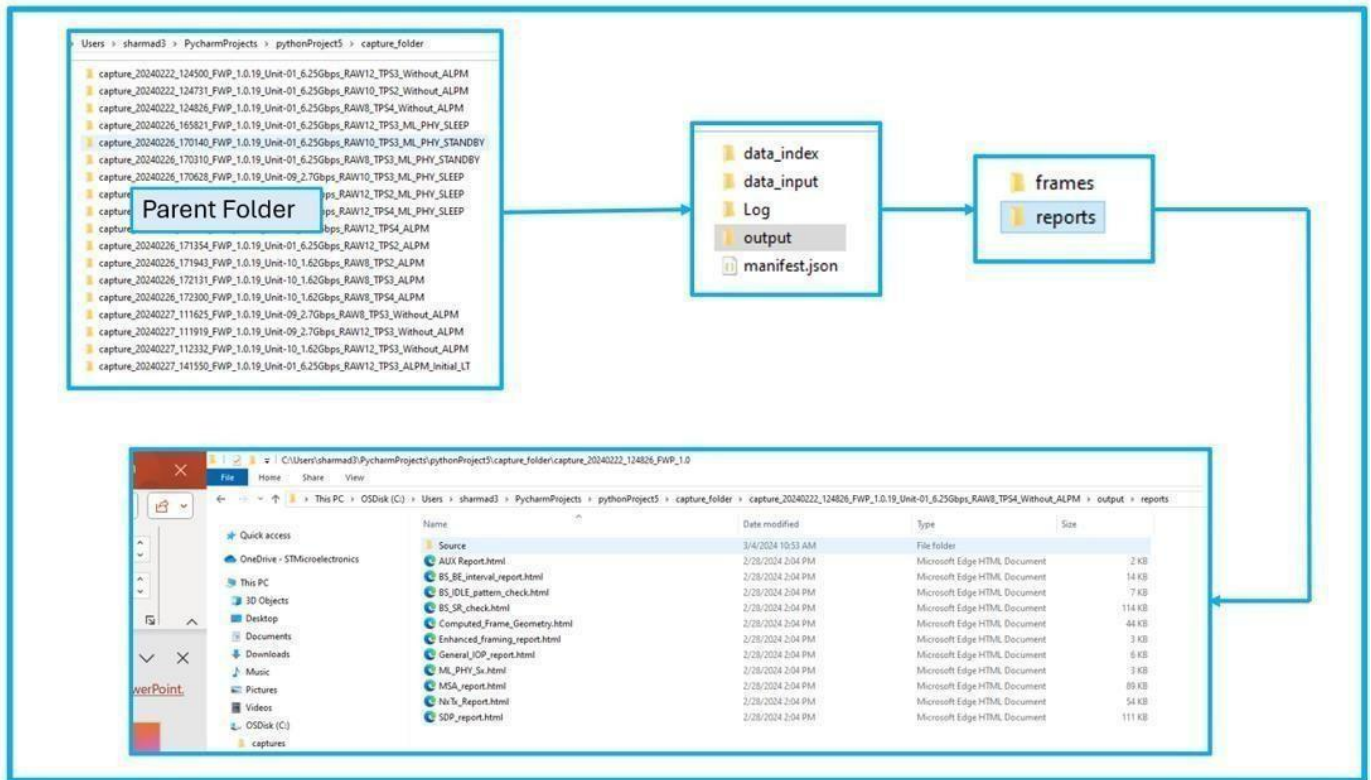 Users > sharmad3 > PycharmProjects > pythonProject5 > capture_folder
capture_20240222_124500_FWP_1.0.19_Unit-01_6.25Gbps_RAW12_TPS3_Without_ALPM
capture_20240222_124731_FWP_1.0.19_Unit-01_6.25Gbps_RAW10_TPS2_Without_ALPM
capture_20240222_124826_FWP_1.0.19_Unit-01_6.25Gbps_RAW8_TPS4_Without_ALPM
capture_20240226_165821_FWP_1.0.19_Unit-01_6.25Gbps_RAW12_TPS3_ML_PHY_SLEEP
capture_20240226_170140_FWP_1.0.19_Unit-01_6.25Gbps_RAW10_TPS3_ML_PHY_STANDBY
capture_20240226_170310_FWP_1.0.19_Unit-01_6.25Gbps_RAW8_TPS3_ML_PHY_STANDBY
capture_20240226_170628_FWP_1.0.19_Unit-09_2.7Gbps_RAW10_TPS3_ML_PHY_SLEEP
captur ps_RAW12_TPS2_ML_PHY_SLEEP
captur ps_RAW12_TPS4_ML_PHY_SLEEP
Parent Folder
captur ps_RAW12_TPS4_ALPM
capture_20240226_171354_FWP_1.0.19_Unit-01_6.25Gbps_RAW12_TPS2_ALPM
capture_20240226_171943_FWP_1.0.19_Unit-10_1.62Gbps_RAW8_TPS2_ALPM
capture_20240226_172131_FWP_1.0.19_Unit-10_1.62Gbps_RAW8_TPS3_ALPM
capture_20240226_172300_FWP_1.0.19_Unit-10_1.62Gbps_RAW8_TPS4_ALPM
capture_20240227_111625_FWP_1.0.19_Unit-09_2.7Gbps_RAW8_TPS3_Without_ALPM
capture_20240227_111919_FWP_1.0.19_Unit-09_2.7Gbps_RAW12_TPS3_Without_ALPM
capture_20240227_112332_FWP_1.0.19_Unit-10_1.62Gbps_RAW12_TPS3_Without_ALPM
capture_20240227_141550_FWP_1.0.19_Unit-01_6.25Gbps_RAW12_TPS3_ALPM_Initial_LT
data_index
data_input
Log
output
manifest.json
frames
reports
C:\Users\sharmad3\PycharmProjects\pythonProject5\capture_folder\capture_20240222_124826_FWP_1.0
File Home Share View
This PC > OSDisk (C:) > Users > sharmad3 > PycharmProjects > pythonProject5 > capture_folder > capture_20240222_124826_FWP_1.0.19_Unit-01_6.25Gbps_RAW8_TPS4_Without_ALPM > output > reports
Quick access
OneDrive - STMicroelectronics
This PC
3D Objects
Desktop
Documents
Downloads
Music
Pictures
Videos
OSDisk (C:)
captures
werPoint.
Name Date modified Type Size
Source 3/4/2024 10:53 AM File folder
AUX Report.html 2/28/2024 2:04 PM Microsoft Edge HTML Document 2 KB
BS_BE_interval_report.html 2/28/2024 2:04 PM Microsoft Edge HTML Document 14 KB
BS_IDLE_pattern_check.html 2/28/2024 2:04 PM Microsoft Edge HTML Document 7 KB
BS_SR_check.html 2/28/2024 2:04 PM Microsoft Edge HTML Document 114 KB
Computed_Frame_Geometry.html 2/28/2024 2:04 PM Microsoft Edge HTML Document 44 KB
Enhanced_framing_report.html 2/28/2024 2:04 PM Microsoft Edge HTML Document 3 KB
General_IOP_report.html 2/28/2024 2:04 PM Microsoft Edge HTML Document 6 KB
ML_PHY_Sx.html 2/28/2024 2:04 PM Microsoft Edge HTML Document 3 KB
MSA_report.html 2/28/2024 2:04 PM Microsoft Edge HTML Document 89 KB
NxTx_Report.html 2/28/2024 2:04 PM Microsoft Edge HTML Document 54 KB
SDP_report.html 2/28/2024 2:04 PM Microsoft Edge HTML Document 111 KB